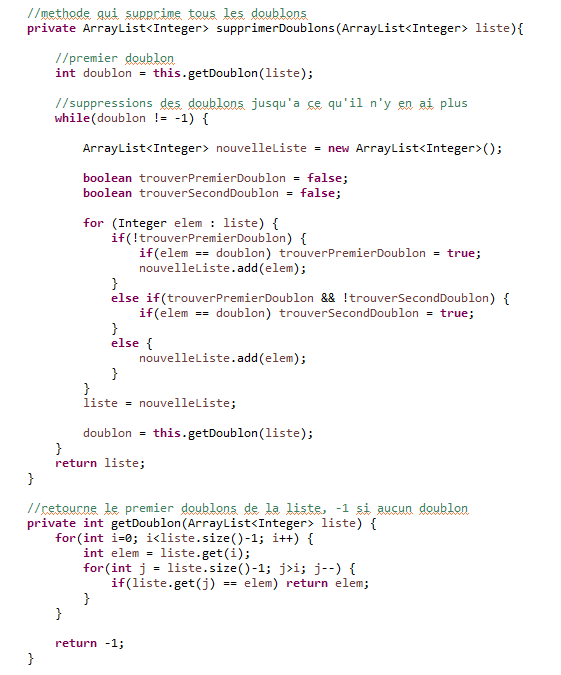 //methode qui supprime tous les doublons
private ArrayList<Integer> supprimerDoublons(ArrayList<Integer> liste){
//premier doublon
int doublon = this.getDoublon(liste);
//suppressions des doublons jusqu'a ce qu'il n'y en ai plus
while(doublon != -1) {
ArrayList<Integer> nouvelleListe = new ArrayList<Integer>();
boolean trouverPremierDoublon = false;
boolean trouverSecondDoublon = false;
for (Integer elem : liste) {
if(!trouverPremierDoublon) {
if(elem == doublon) trouverPremierDoublon = true;
nouvelleListe.add(elem);
}
else if(trouverPremierDoublon && !trouverSecondDoublon) {
if(elem == doublon) trouverSecondDoublon = true;
}
else {
nouvelleListe.add(elem);
}
}
liste = nouvelleListe;
doublon = this.getDoublon(liste);
}
return liste;
}
//retourne le premier doublons de la liste, -1 si aucun doublon
private int getDoublon(ArrayList<Integer> liste) {
for(int i=0; i<liste.size()-1; i++) {
int elem = liste.get(i);
for(int j = liste.size()-1; j>i; j--) {
if(liste.get(j) == elem) return elem;
}
}
return -1;
}